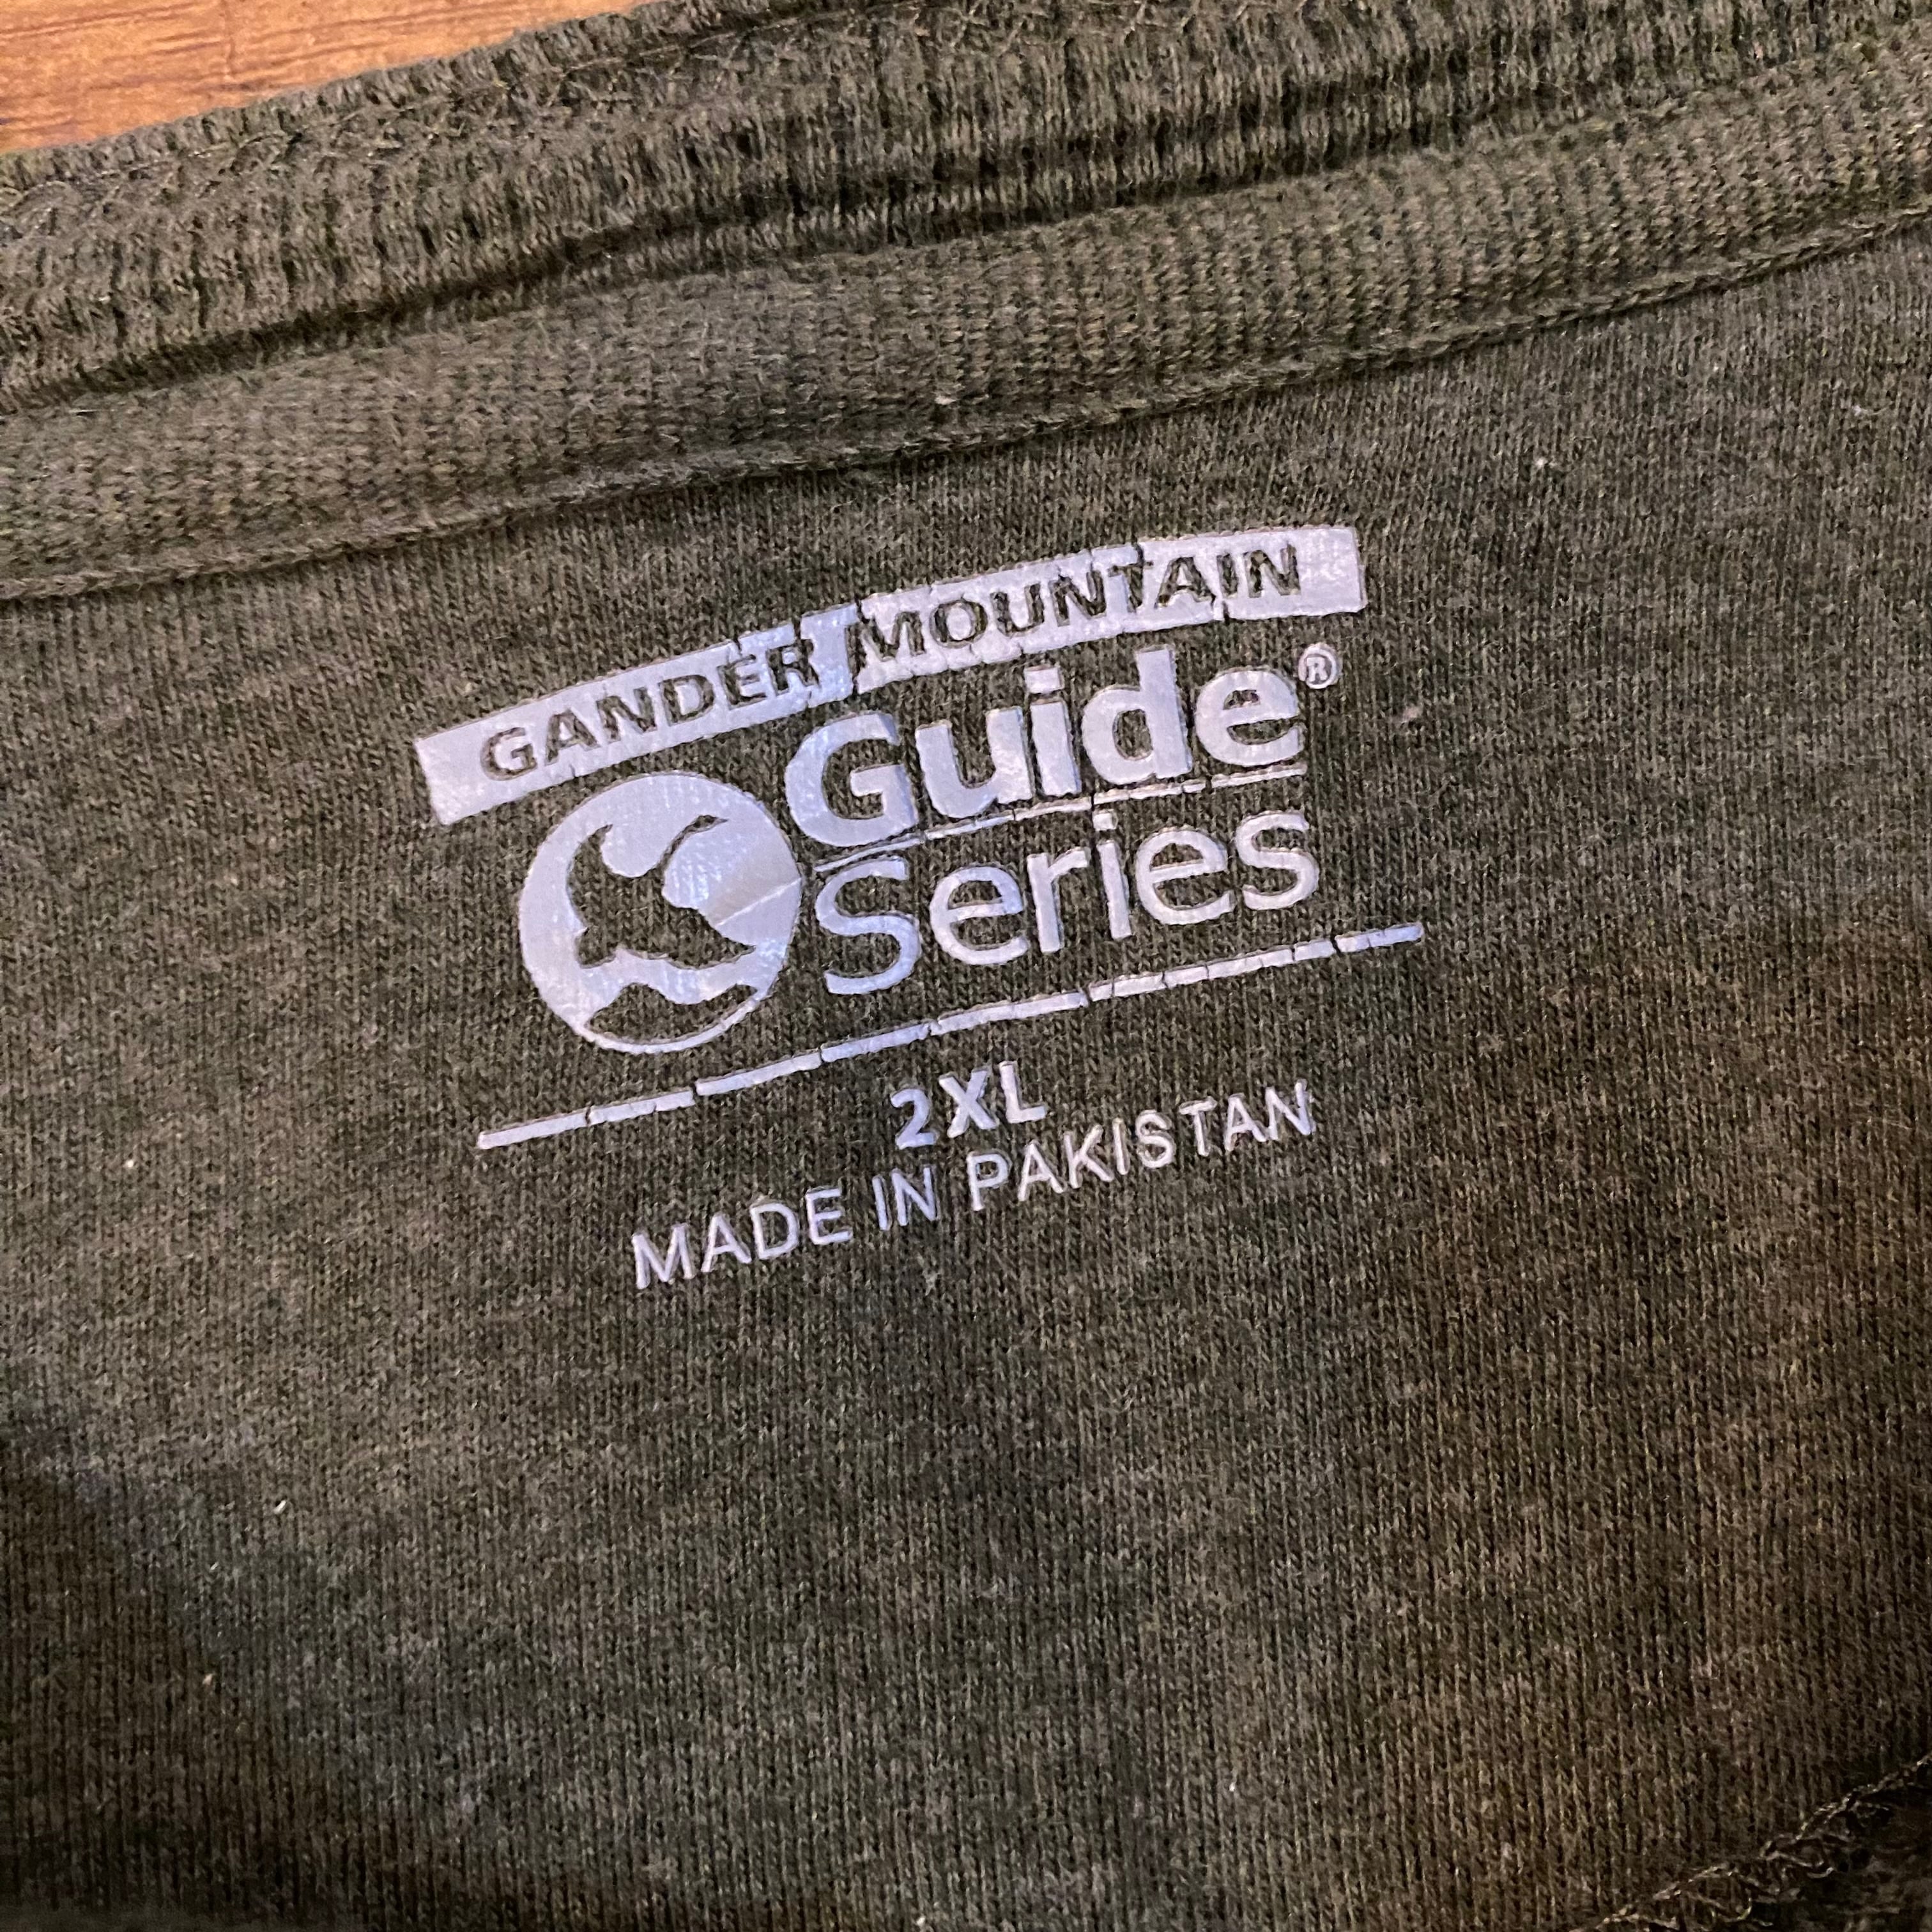 GANDER MOUNTAIN
Guide®
Series
2XL
MADE IN PAKISTAN